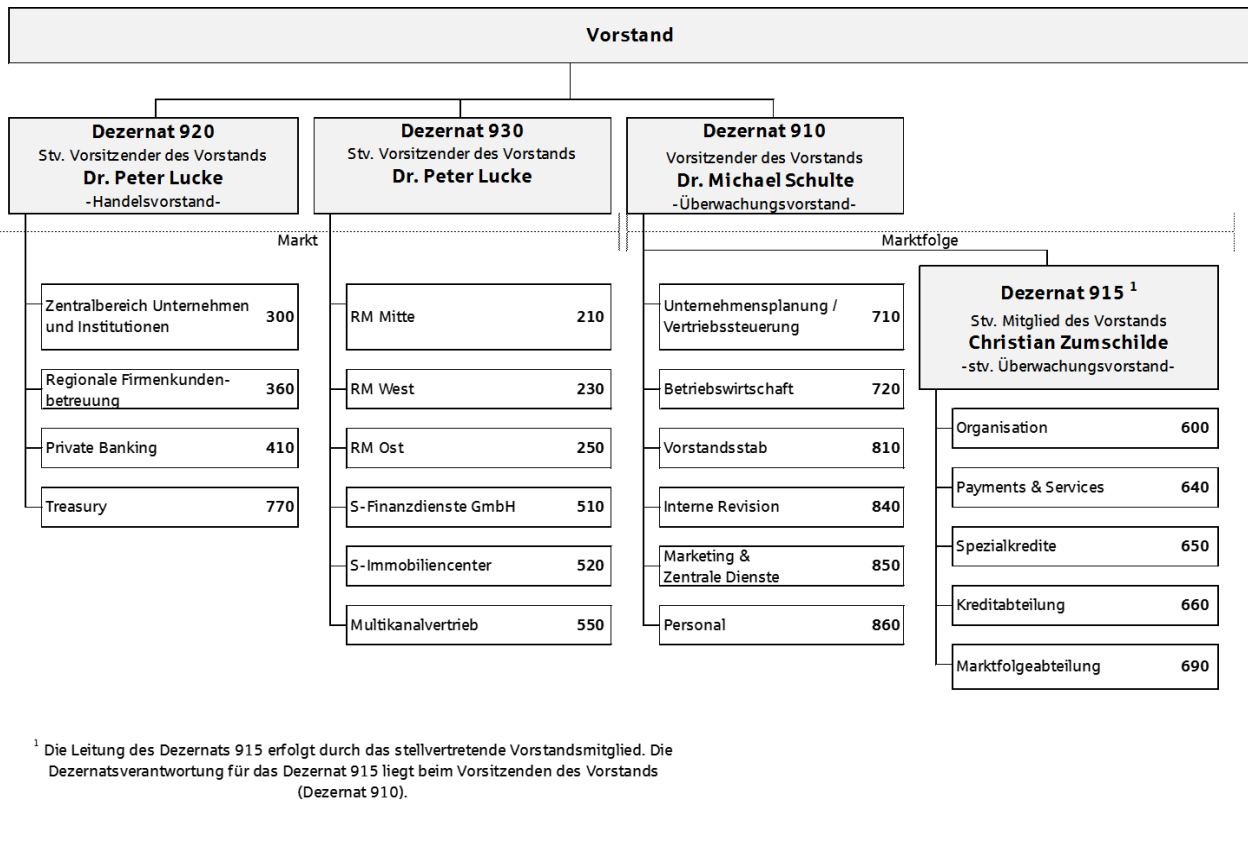 Vorstand
Dezernat 920
Stv. Vorsitzender des Vorstands
Dr. Peter Lucke
-Handelsvorstand-
Dezernat 930
Stv. Vorsitzender des Vorstands
Dr. Peter Lucke
Dezernat 910
Vorsitzender des Vorstands
Dr. Michael Schulte
-Überwachungsvorstand-
Markt
Marktfolge
Zentralbereich Unternehmen
und Institutionen 300
Regionale Firmenkunden-
betreuung 360
Private Banking 410
Treasury 770
RM Mitte 210
RM West 230
RM Ost 250
S-Finanzdienste GmbH 510
S-Immobiliencenter 520
Multikanalvertrieb 550
Unternehmensplanung /
Vertriebssteuerung 710
Betriebswirtschaft 720
Vorstandsstab 810
Interne Revision 840
Marketing &
Zentrale Dienste 850
Personal 860
Dezernat 915 ¹
Stv. Mitglied des Vorstands
Christian Zumschilde
-stv. Überwachungsvorstand-
Organisation 600
Payments & Services 640
Spezialkredite 650
Kreditabteilung 660
Marktfolgeabteilung 690
¹ Die Leitung des Dezernats 915 erfolgt durch das stellvertretende Vorstandsmitglied. Die
Dezernatsverantwortung für das Dezernat 915 liegt beim Vorsitzenden des Vorstands
(Dezernat 910).